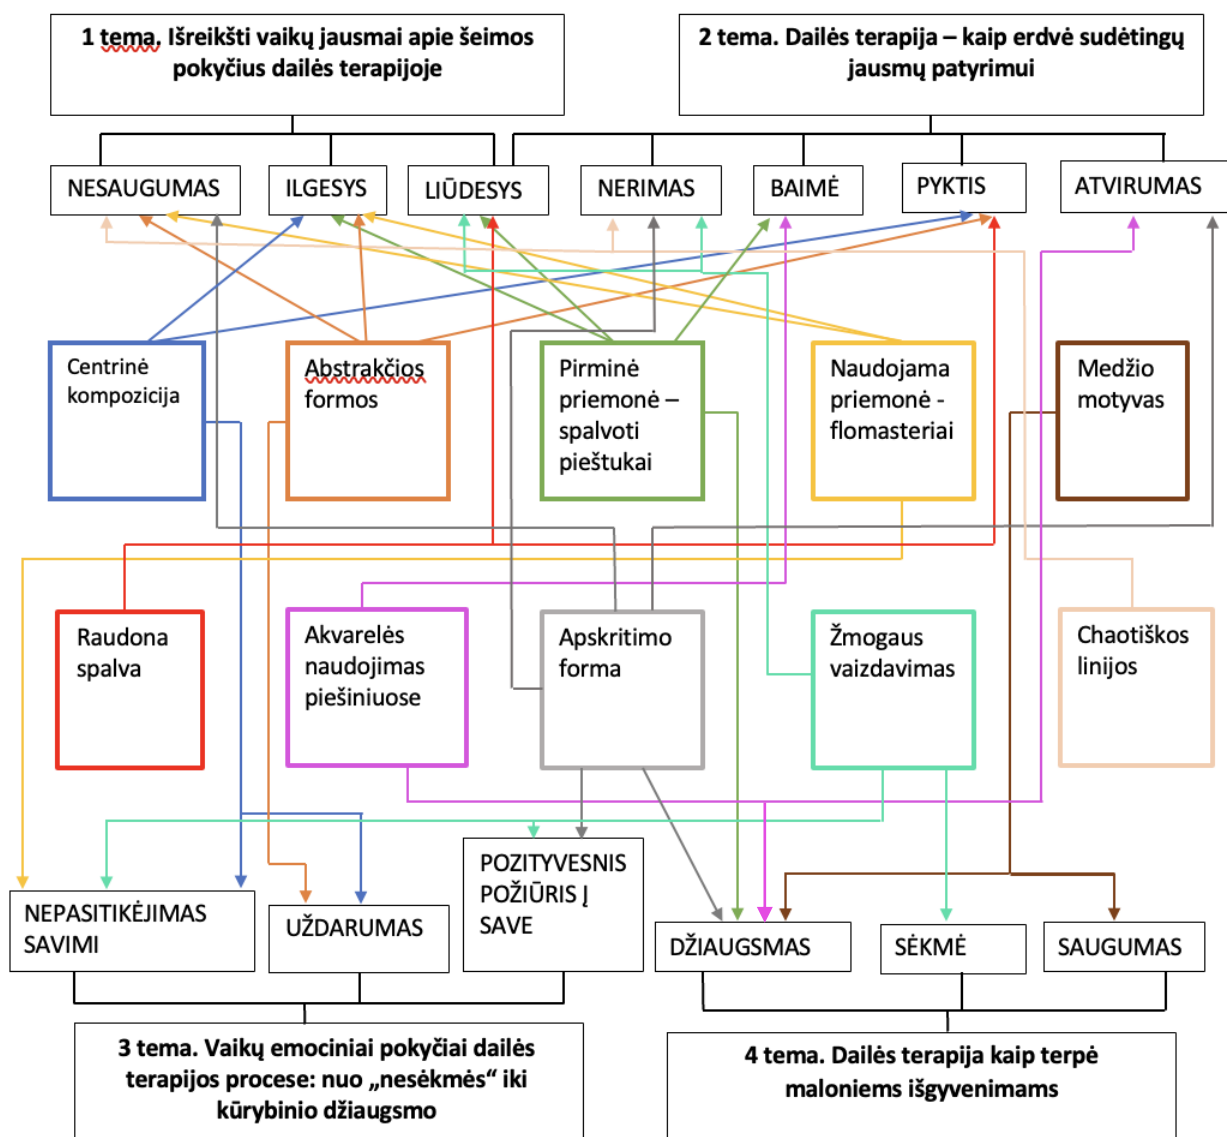 1 tema. Išreikšti vaikų jausmai apie šeimos
pokyčius dailės terapijoje
2 tema. Dailės terapija – kaip erdvė sudėtingų
jausmų patyrimui
NESAUGUMAS
ILGESYS
LIŪDESYS
NERIMAS
BAIMĖ
PYKTIS
ATVIRUMAS
Centrinė
kompozicija
Abstrakčios
formos
Pirminė
priemonė –
spalvoti
pieštukai
Naudojama
priemonė -
flomasteriai
Medžio
motyvas
Raudona
spalva
Akvarelės
naudojimas
piešiniuose
Apskritimo
forma
Žmogaus
vaizdavimas
Chaotiškos
linijos
NEPASITIKĖJIMAS
SAVIMI
UŽDARUMAS
POZITYVESNIS
POŽIŪRIS Į
SAVE
DŽIAUGSMAS
SĖKMĖ
SAUGUMAS
3 tema. Vaikų emociniai pokyčiai dailės
terapijos procese: nuo „nesėkmės“ iki
kūrybinio džiaugsmo
4 tema. Dailės terapija kaip terpė
maloniems išgyvenimams